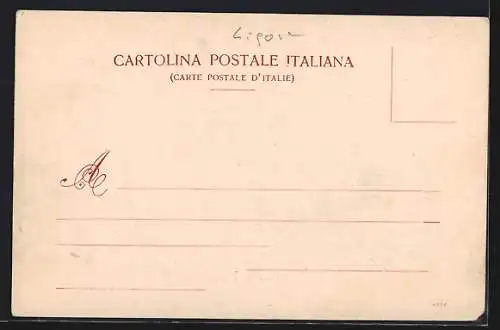 CARTOLINA POSTALE ITALIANA
(CARTE POSTALE D'ITALIE)
A